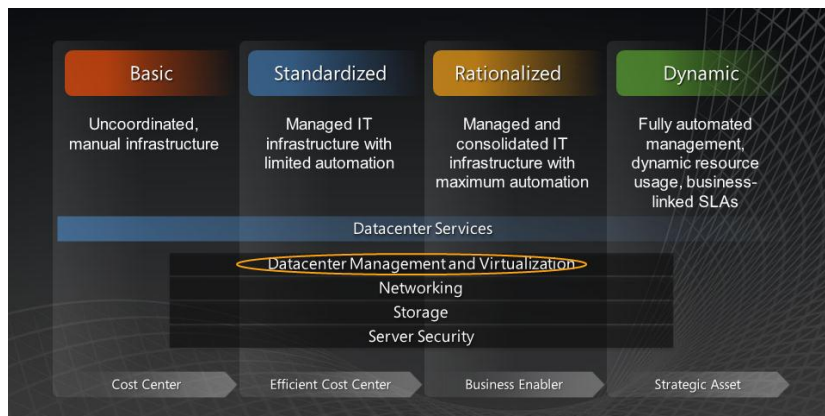 Basic
Standardized
Rationalized
Dynamic
Uncoordinated,
manual infrastructure
Managed IT
infrastructure with
limited automation
Managed and
consolidated IT
infrastructure with
maximum automation
Fully automated
management,
dynamic resource
usage, business-
linked SLAs
Datacenter Services
Datacenter Management and Virtualization
Networking
Storage
Server Security
Cost Center
Efficient Cost Center
Business Enabler
Strategic Asset